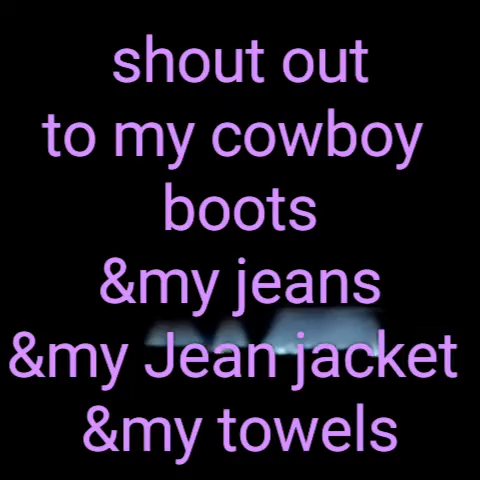 shout out
to my cowboy
boots
&my jeans
&my Jean jacket
&my towels